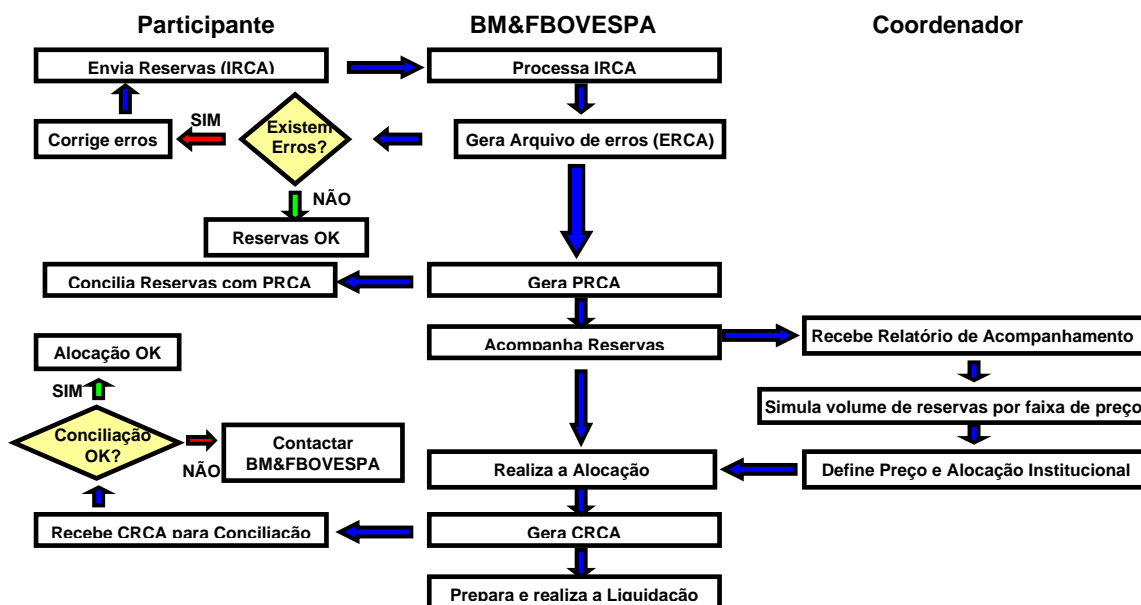 Participante
BM&FBOVESPA
Coordenador
Envia Reservas (IRCA)
Processa IRCA
SIM
Existem
Erros?
Corrige erros
Gera Arquivo de erros (ERCA)
NÃO
Reservas OK
Concilia Reservas com PRCA
Gera PRCA
Acompanha Reservas
Recebe Relatório de Acompanhamento
Alocação OK
SIM
Simula volume de reservas por faixa de preço
Conciliação
OK?
NÃO
Contactar
BM&FBOVESPA
Realiza a Alocação
Define Preço e Alocação Institucional
Recebe CRCA para Conciliação
Gera CRCA
Prepara e realiza a Liquidação